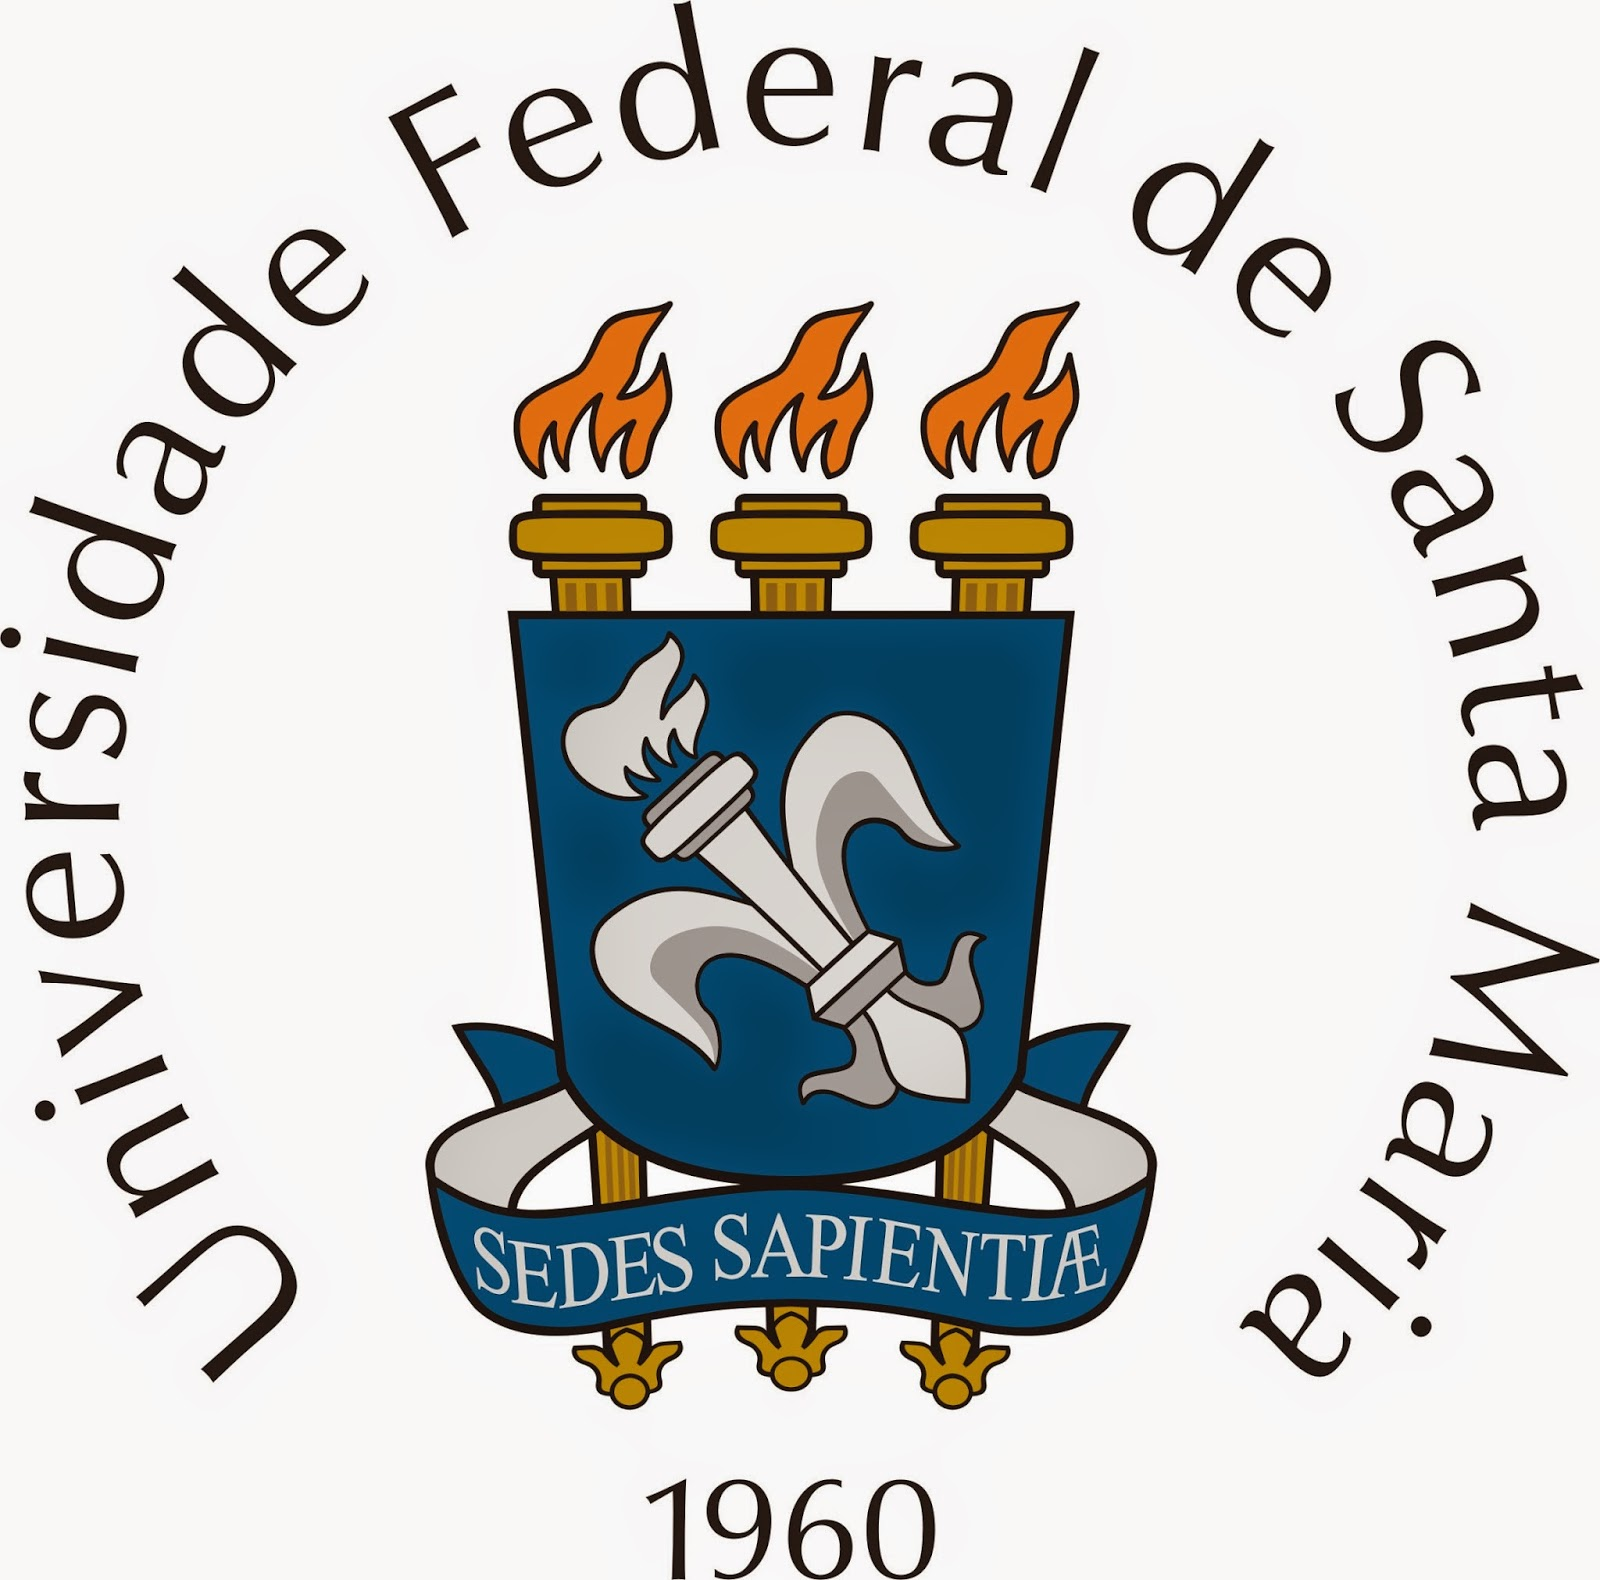 Universidade Federal de Santa Maria
SEDES SAPIENTIÆ
1960